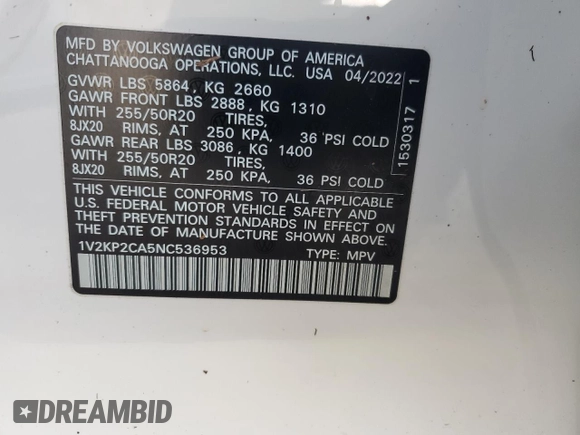 MFD BY VOLKSWAGEN GROUP OF AMERICA
CHATTANOOGA OPERATIONS, LLC. USA 04/2022
GVWR LBS 5864, KG 2660
GAWR FRONT LBS 2888, KG 1310
WITH 255/50R20 TIRES,
8JX20 RIMS, AT 250 KPA, 36 PSI COLD
GAWR REAR LBS 3086, KG 1400
WITH 255/50R20 TIRES,
8JX20 RIMS, AT 250 KPA, 36 PSI COLD
THIS VEHICLE CONFORMS TO ALL APPLICABLE
U.S. FEDERAL MOTOR VEHICLE SAFETY AND
THEFT PREVENTION STANDARDS IN EFFECT
ON THE DATE OF MANUFACTURE SHOWN ABOVE.
1V2KP2CA5NC536953 TYPE: MPV
1530317 1
DREAMBID